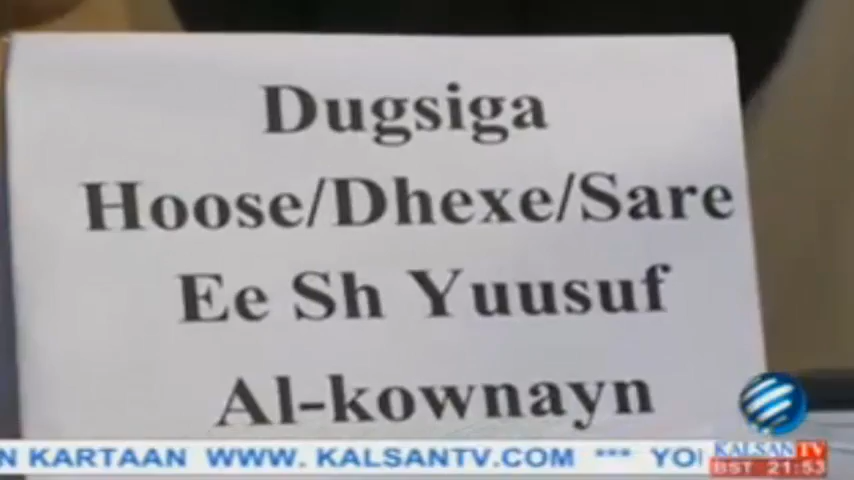 Dugsiga
Hoose/Dhexe/Sare
Ee Sh Yuusuf
Al-kownayn
N KARTAAN WWW. KALSANTV.COM *** YO
KALSAN TV
BST 21:53